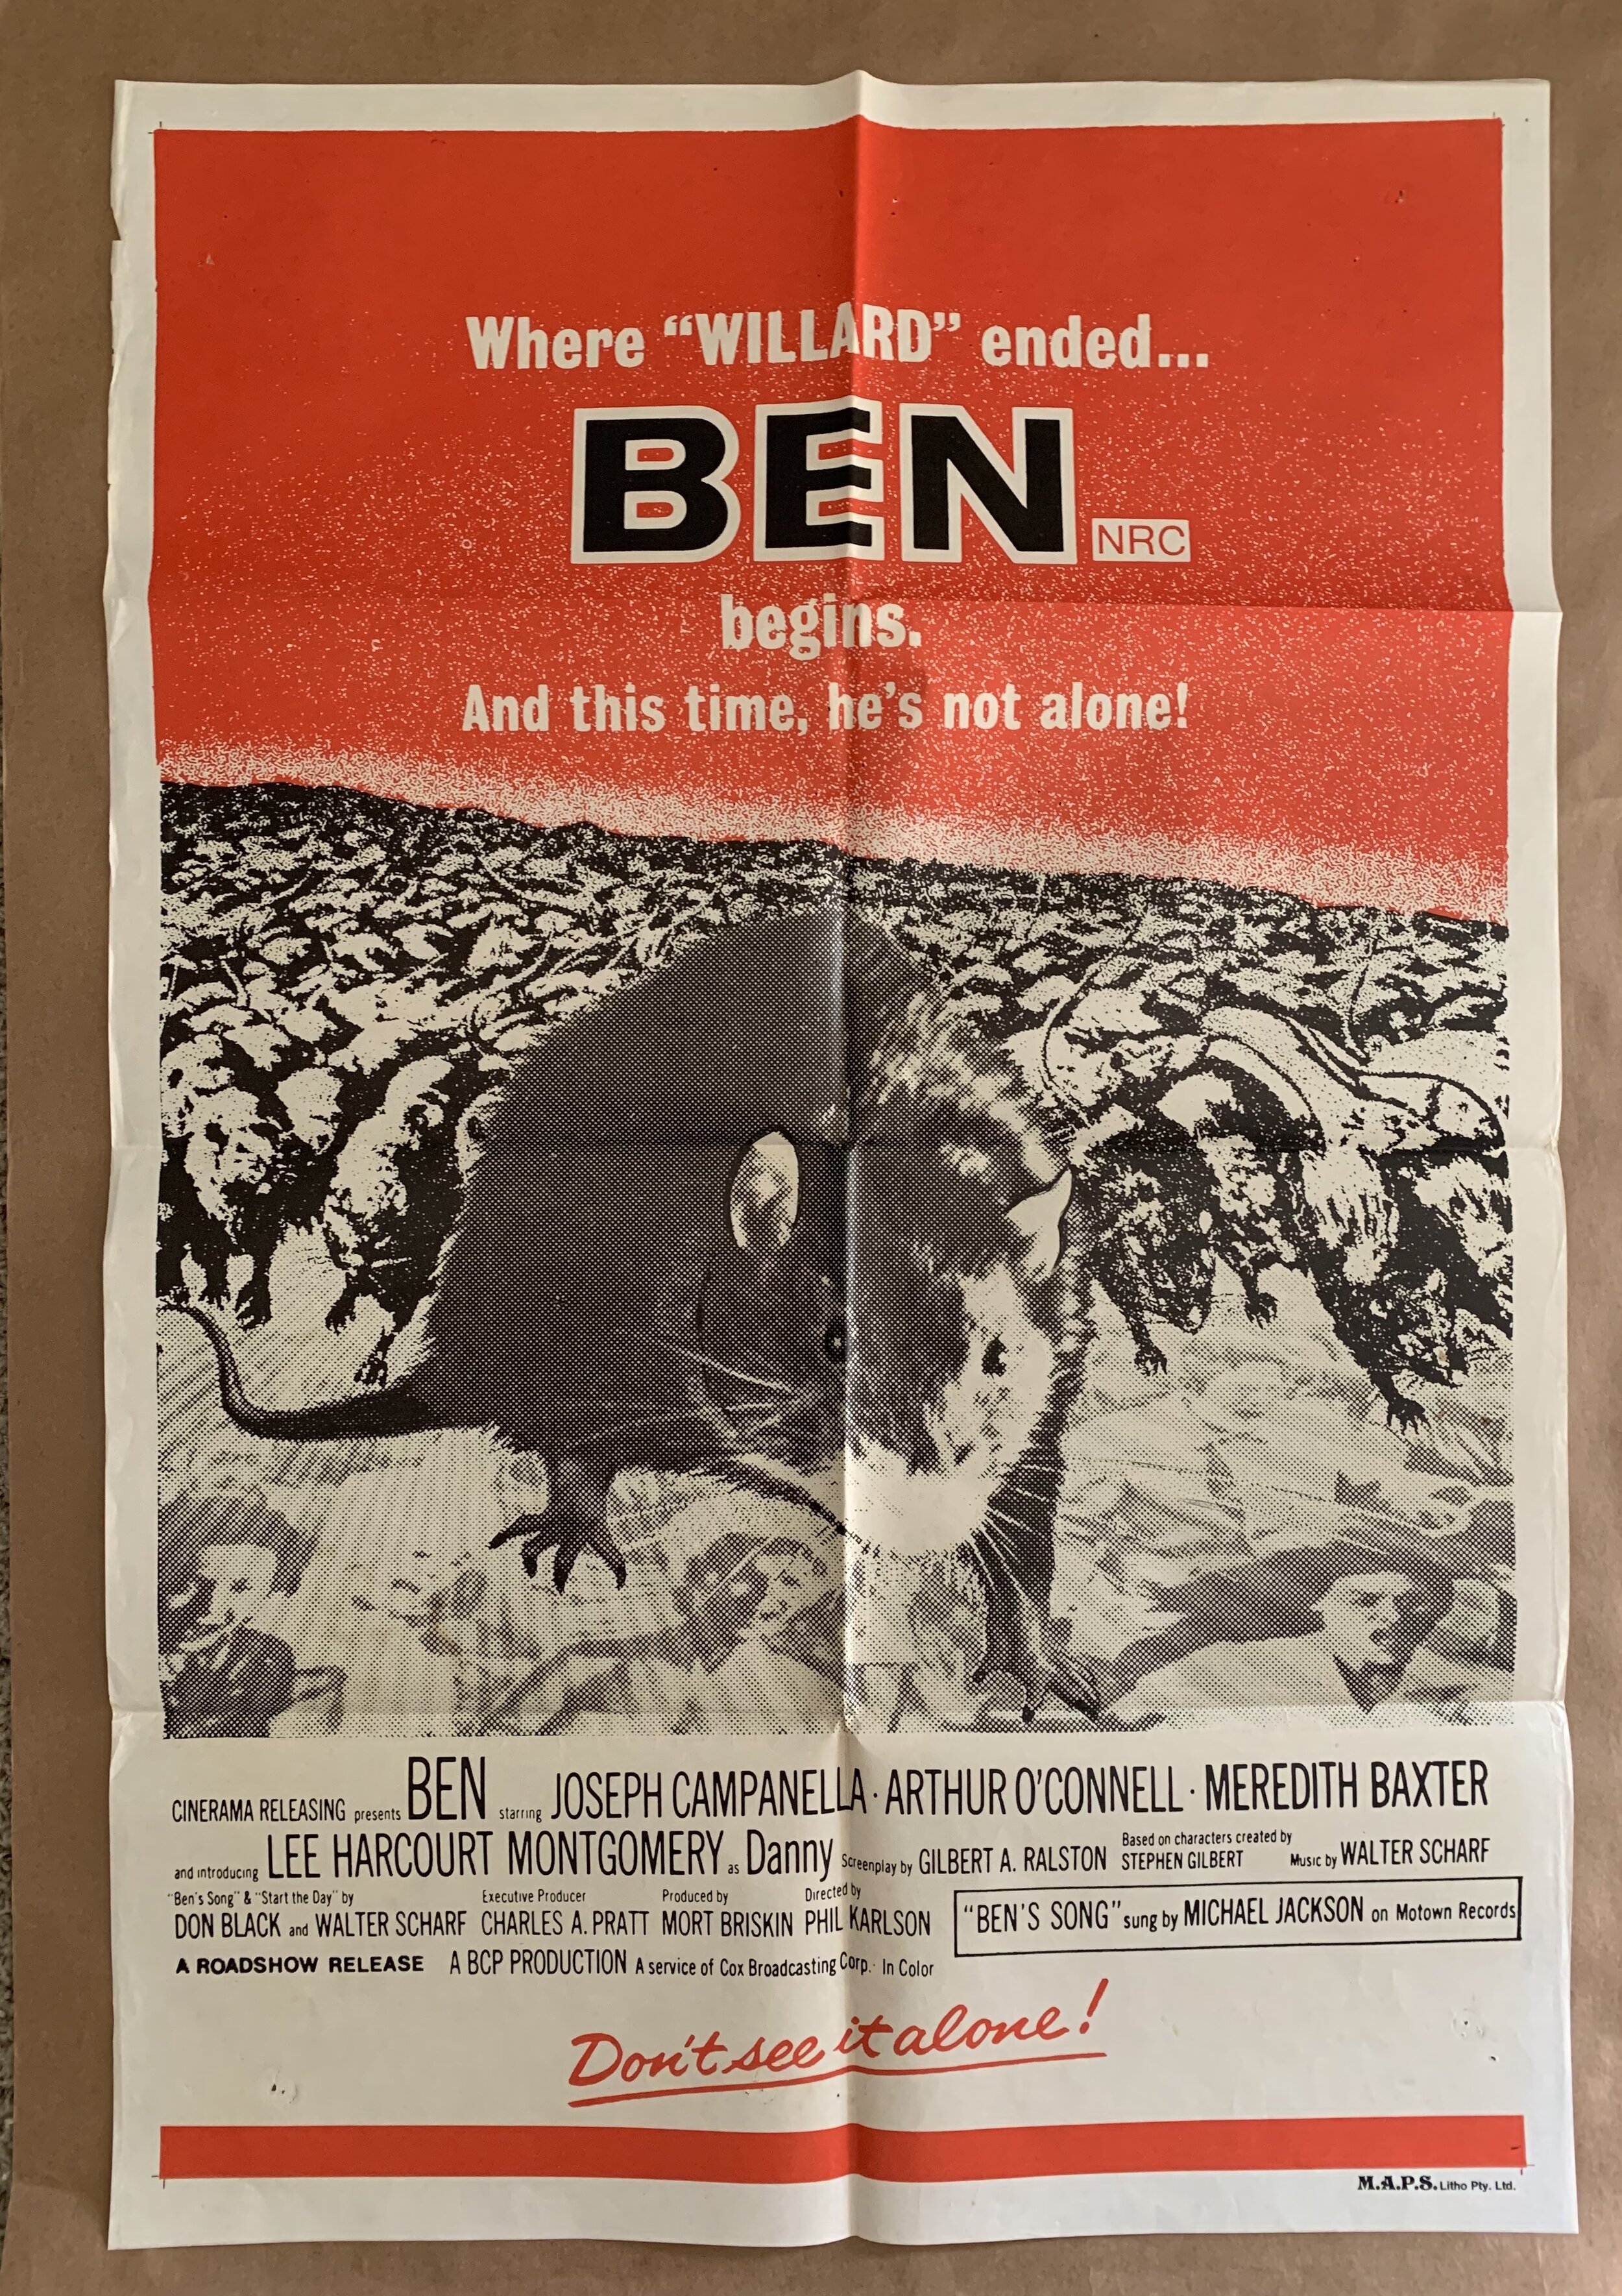 Where “WILLARD” ended...
BEN NRC
begins.
And this time, he’s not alone!
CINERAMA RELEASING presents BEN starring JOSEPH CAMPANELLA · ARTHUR O’CONNELL · MEREDITH BAXTER
and introducing LEE HARCOURT MONTGOMERY as Danny Screenplay by GILBERT A. RALSTON Based on characters created by STEPHEN GILBERT Music by WALTER SCHARF
“Ben’s Song” & “Start the Day” by DON BLACK and WALTER SCHARF Executive Producer CHARLES A. PRATT Produced by MORT BRISKIN Directed by PHIL KARLSON
“BEN’S SONG” sung by MICHAEL JACKSON on Motown Records
A ROADSHOW RELEASE A BCP PRODUCTION A service of Cox Broadcasting Corp. · In Color
Don’t see it alone!
M.A.P.S. Litho Pty. Ltd.